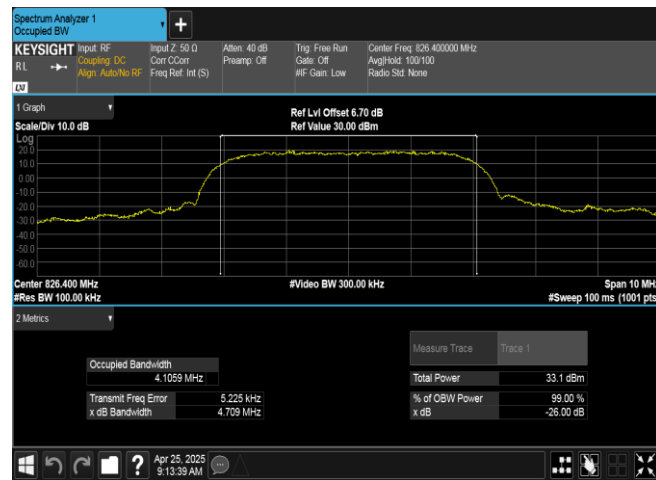 Spectrum Analyzer 1
Occupied BW
+
KEYSIGHT Input: RF Input Z: 50 Ω Atten: 40 dB Trig: Free Run Center Freq: 826.400000 MHz
RL Coupling: DC Corr CCorr Preamp: Off Gate: Off Avg|Hold: 100/100
Align: Auto/No RF Freq Ref: Int (S) #IF Gain: Low Radio Std: None
LXI
1 Graph
Ref Lvl Offset 6.70 dB
Scale/Div 10.0 dB Ref Value 30.00 dBm
Log
20.0
10.0
0.00
-10.0
-20.0
-30.0
-40.0
-50.0
-60.0
Center 826.400 MHz #Video BW 300.00 kHz Span 10 MHz
#Res BW 100.00 kHz #Sweep 100 ms (1001 pts
2 Metrics
Measure Trace Trace 1
Occupied Bandwidth
4.1059 MHz
Total Power 33.1 dBm
Transmit Freq Error 5.225 kHz % of OBW Power 99.00 %
x dB Bandwidth 4.709 MHz x dB -26.00 dB
? Apr 25, 2025
9:13:39 AM